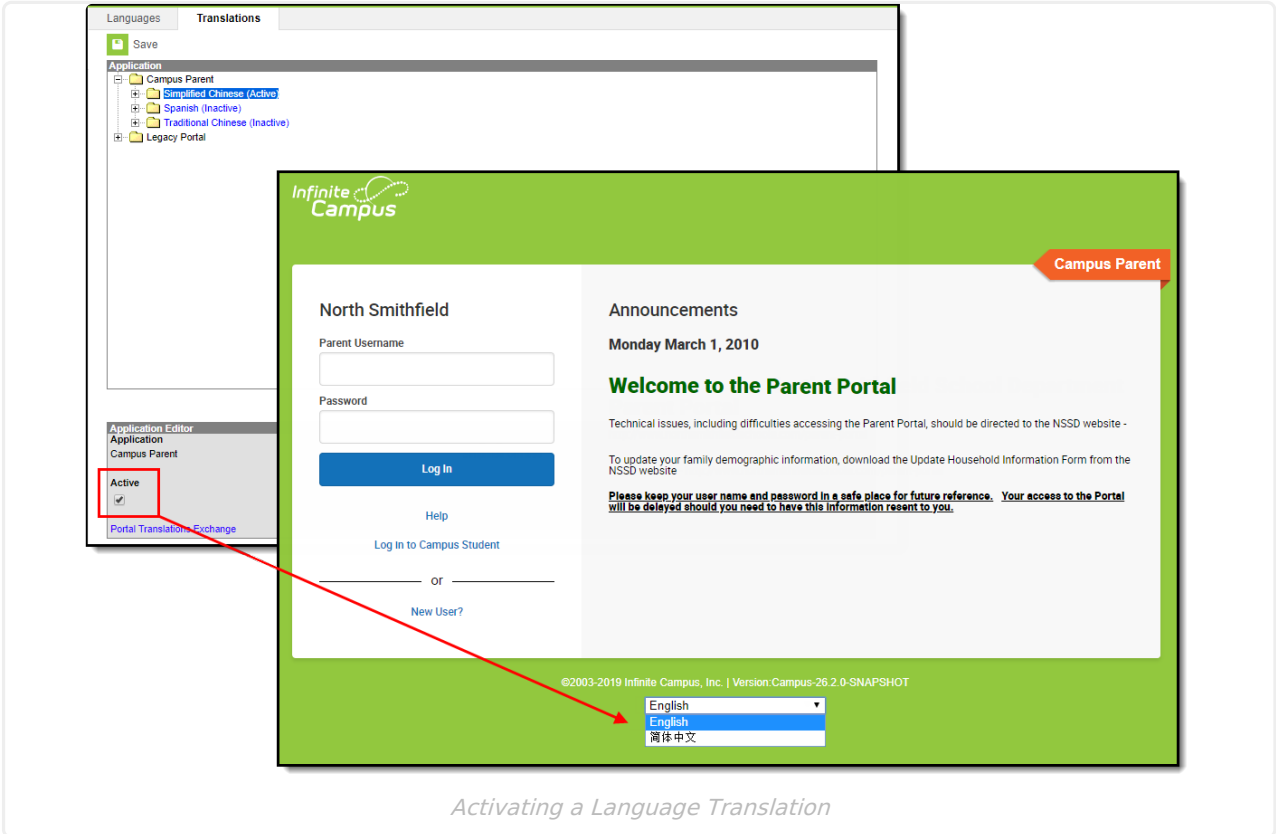 Languages
Translations
Save
Application
Campus Parent
Simplified Chinese (Active)
Spanish (Inactive)
Traditional Chinese (Inactive)
Legacy Portal
Application Editor
Application
Campus Parent
Active
Portal Translations Exchange
Infinite
Campus
Campus Parent
North Smithfield
Parent Username
Password
Log In
Help
Log in to Campus Student
or
New User?
Announcements
Monday March 1, 2010
Welcome to the Parent Portal
Technical issues, including difficulties accessing the Parent Portal, should be directed to the NSSD website -
To update your family demographic information, download the Update Household Information Form from the
NSSD website
Please keep your user name and password in a safe place for future reference. Your access to the Portal
will be delayed should you need to have this information resent to you.
©2003-2019 Infinite Campus, Inc. | Version:Campus-26.2.0-SNAPSHOT
English
English
简体中文
Activating a Language Translation